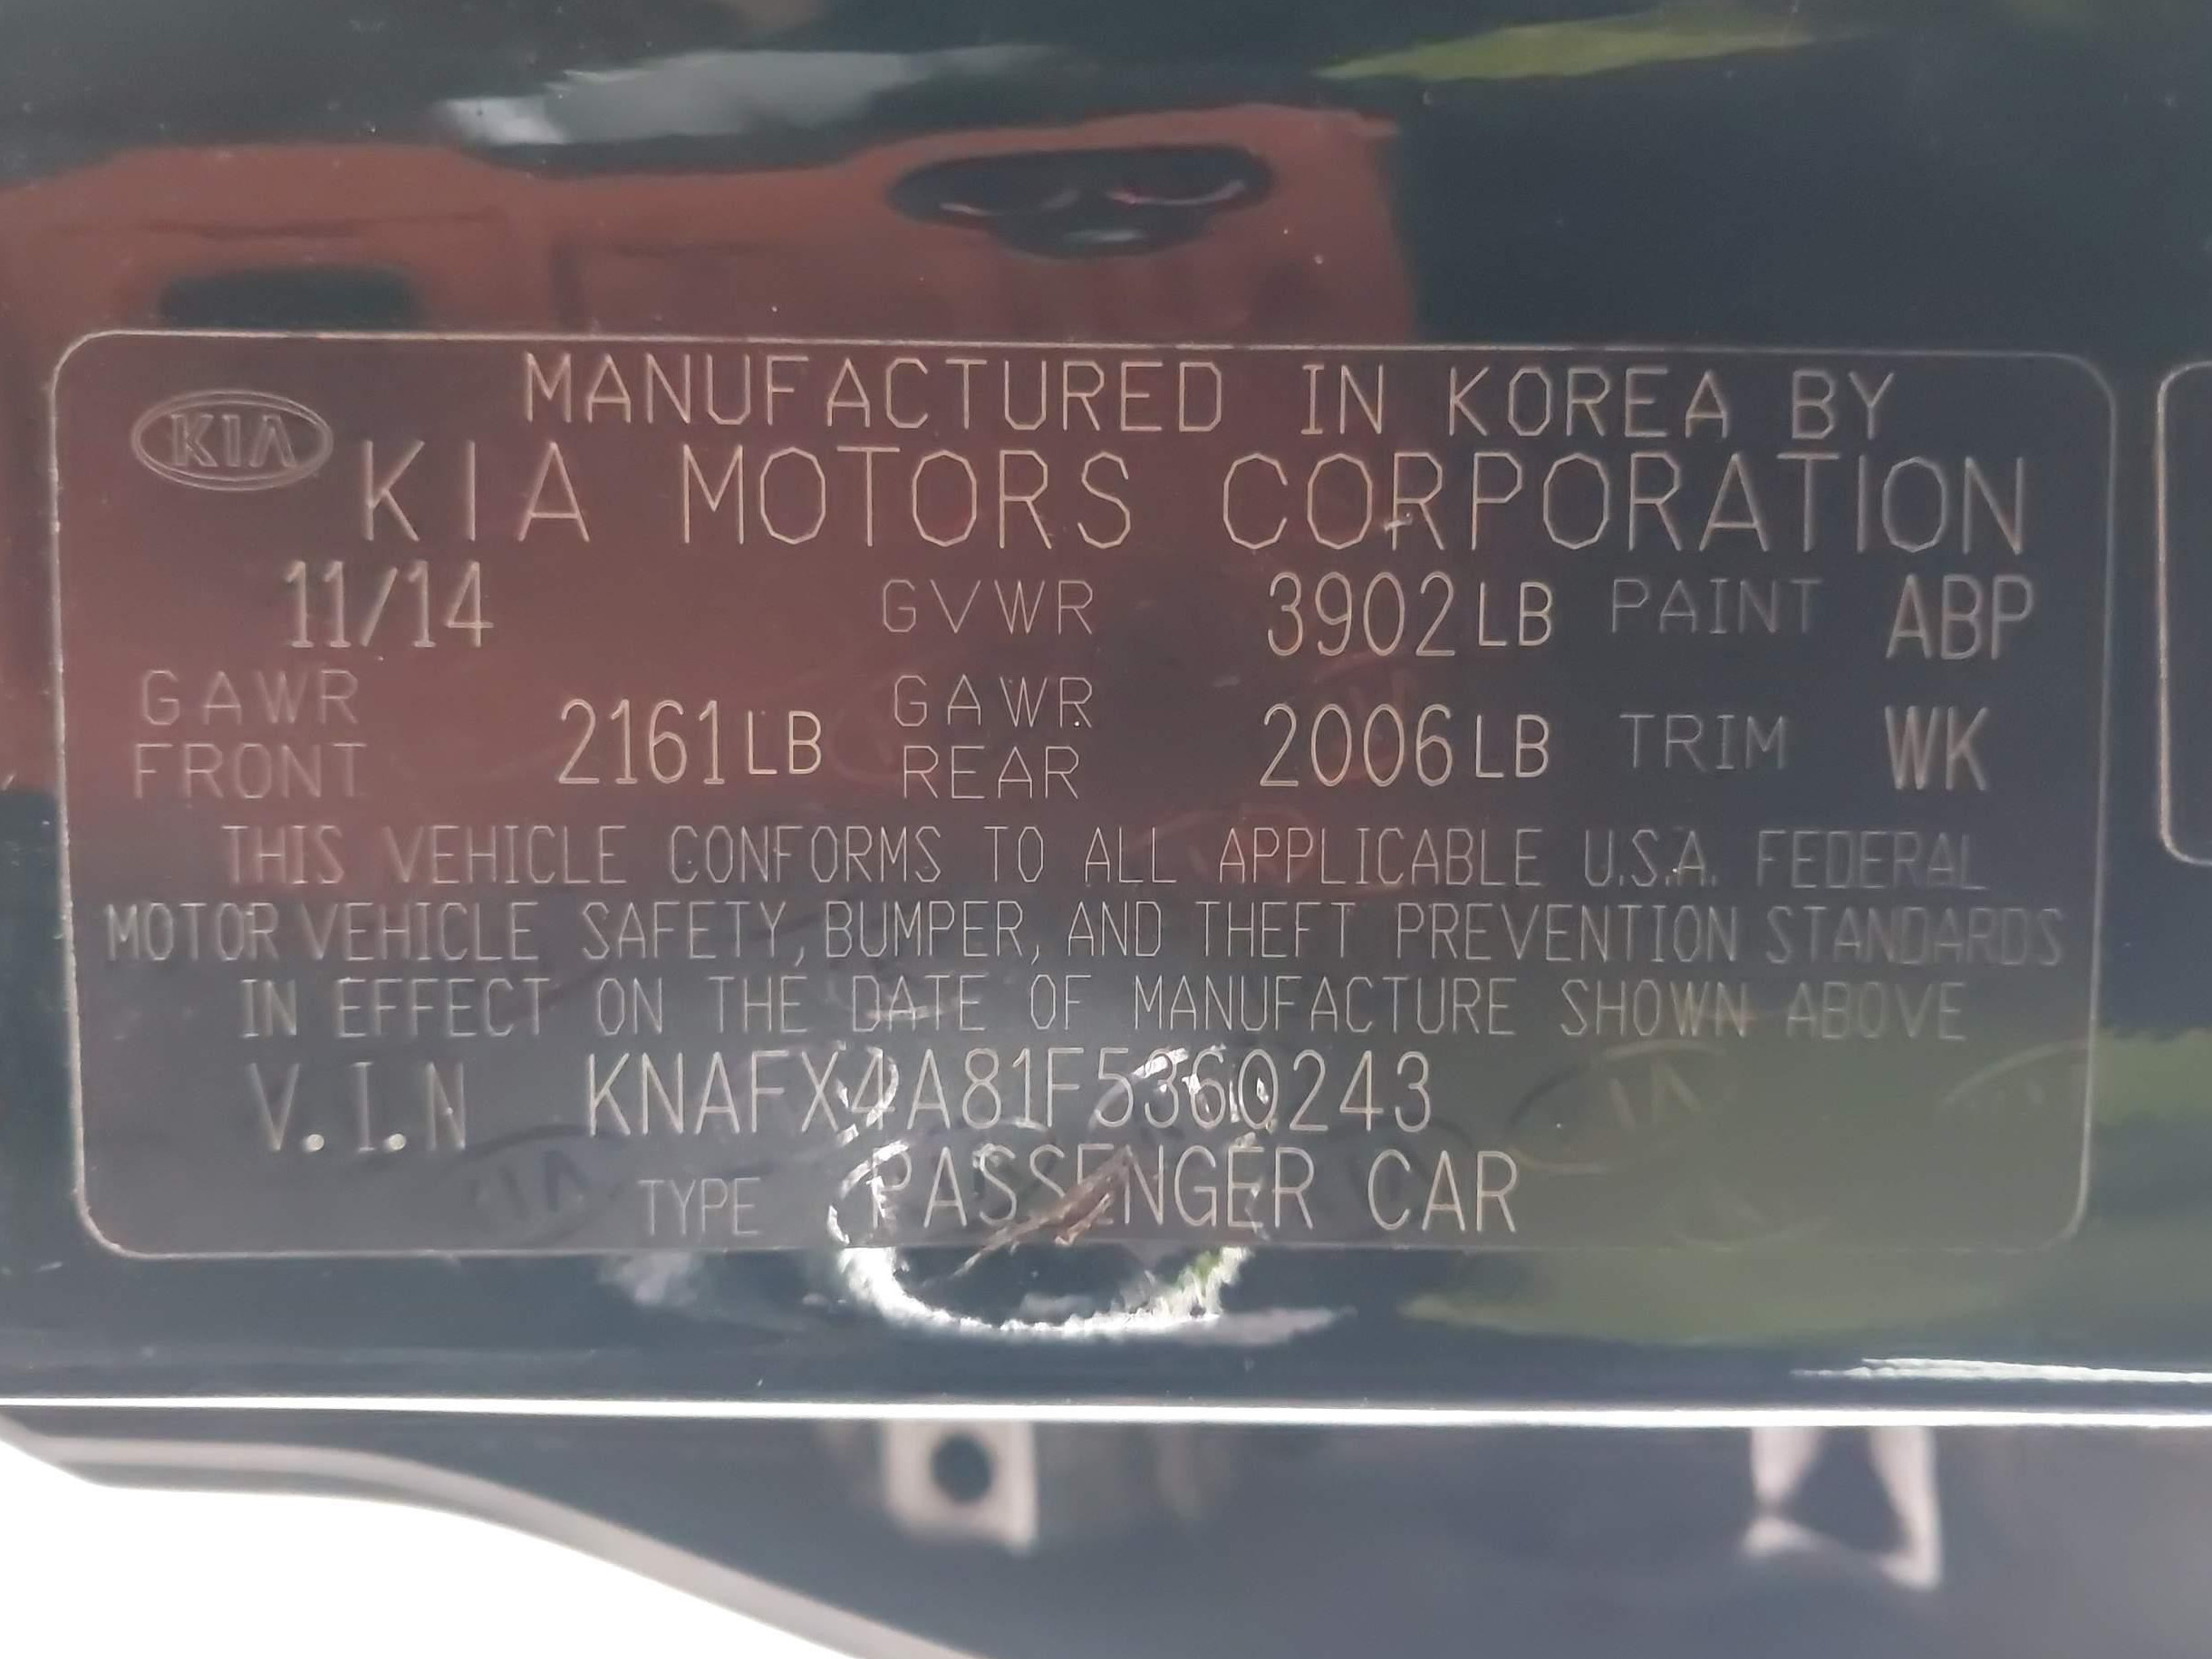 MANUFACTURED IN KOREA BY
KIA KIA MOTORS CORPORATION
11/14 GVWR 3902LB PAINT ABP
GAWR FRONT 2161LB GAWR REAR 2006LB TRIM WK
THIS VEHICLE CONFORMS TO ALL APPLICABLE U.S.A. FEDERAL
MOTOR VEHICLE SAFETY, BUMPER, AND THEFT PREVENTION STANDARDS
IN EFFECT ON THE DATE OF MANUFACTURE SHOWN ABOVE
V.I.N KNAFX4A81F5360243
TYPE PASSENGER CAR